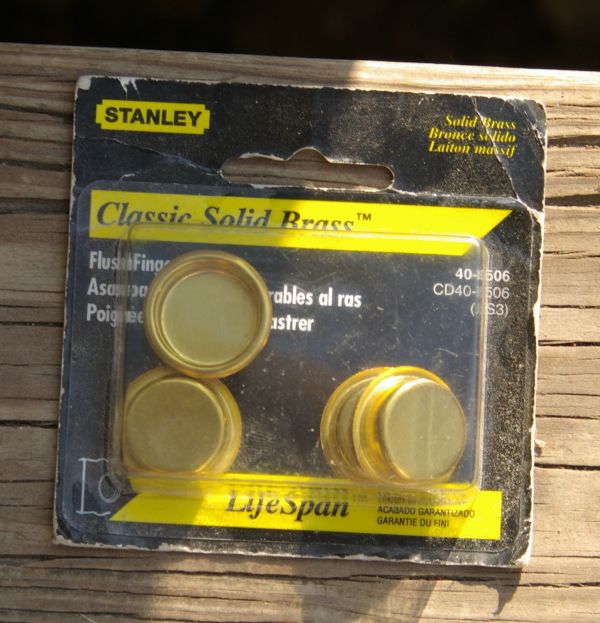 STANLEY
Solid Brass
Bronce sólido
Laiton massif
Classic Solid Brass™
Flush
rables al ras
astrer
CD40-
LifeSpan
ACABADO GARANTIZADO
GARANTIE DU FINI